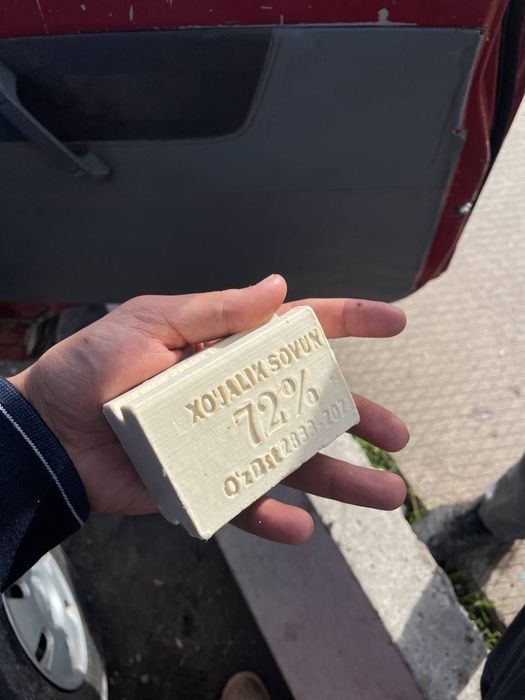 XO'JALIK SOVUN
72%
O'zDSt 2833-202